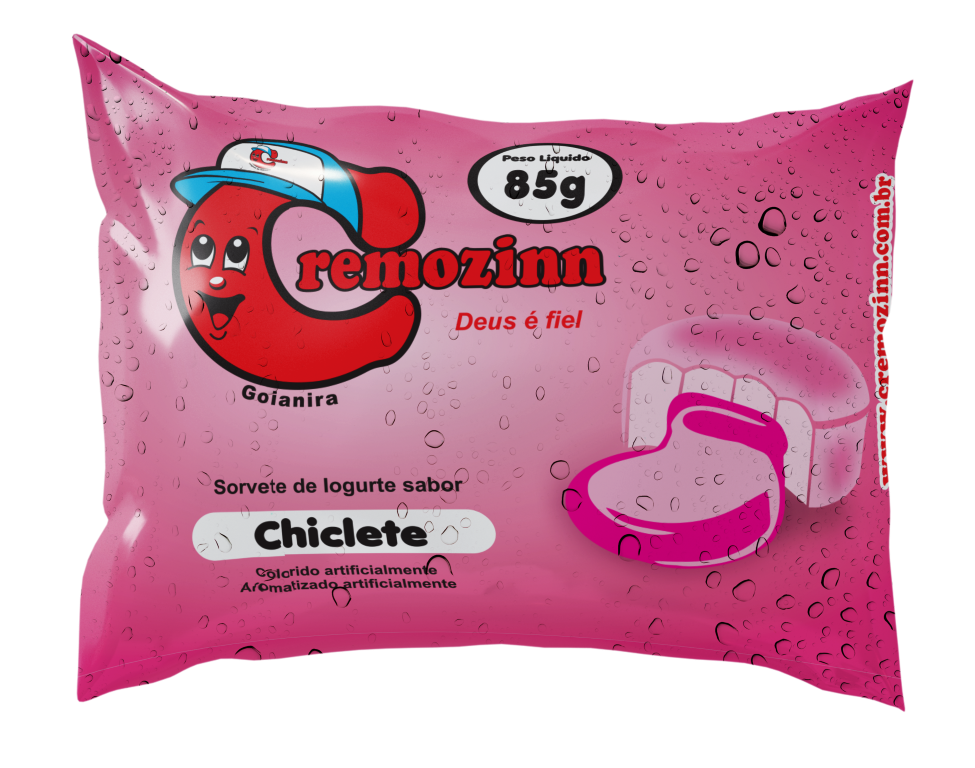 Peso Liquido
85g
Cremozinn
Deus é fiel
Goianira
www.cremozinn.com.br
Sorvete de Iogurte sabor
Chiclete
Colorido artificialmente
Aromatizado artificialmente